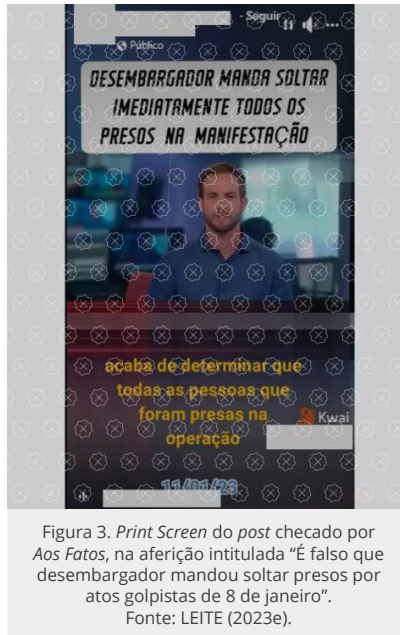 Seguir
Público
DESEMBARGADOR MANDA SOLTAR
IMEDIATAMENTE TODOS OS
PRESOS NA MANIFESTAÇÃO
acaba de determinar que
todas as pessoas que
foram presas na
operação
Kwai
11/01/23
Figura 3. Print Screen do post checado por
Aos Fatos, na aferição intitulada “É falso que
desembargador mandou soltar presos por
atos golpistas de 8 de janeiro”.
Fonte: LEITE (2023e).